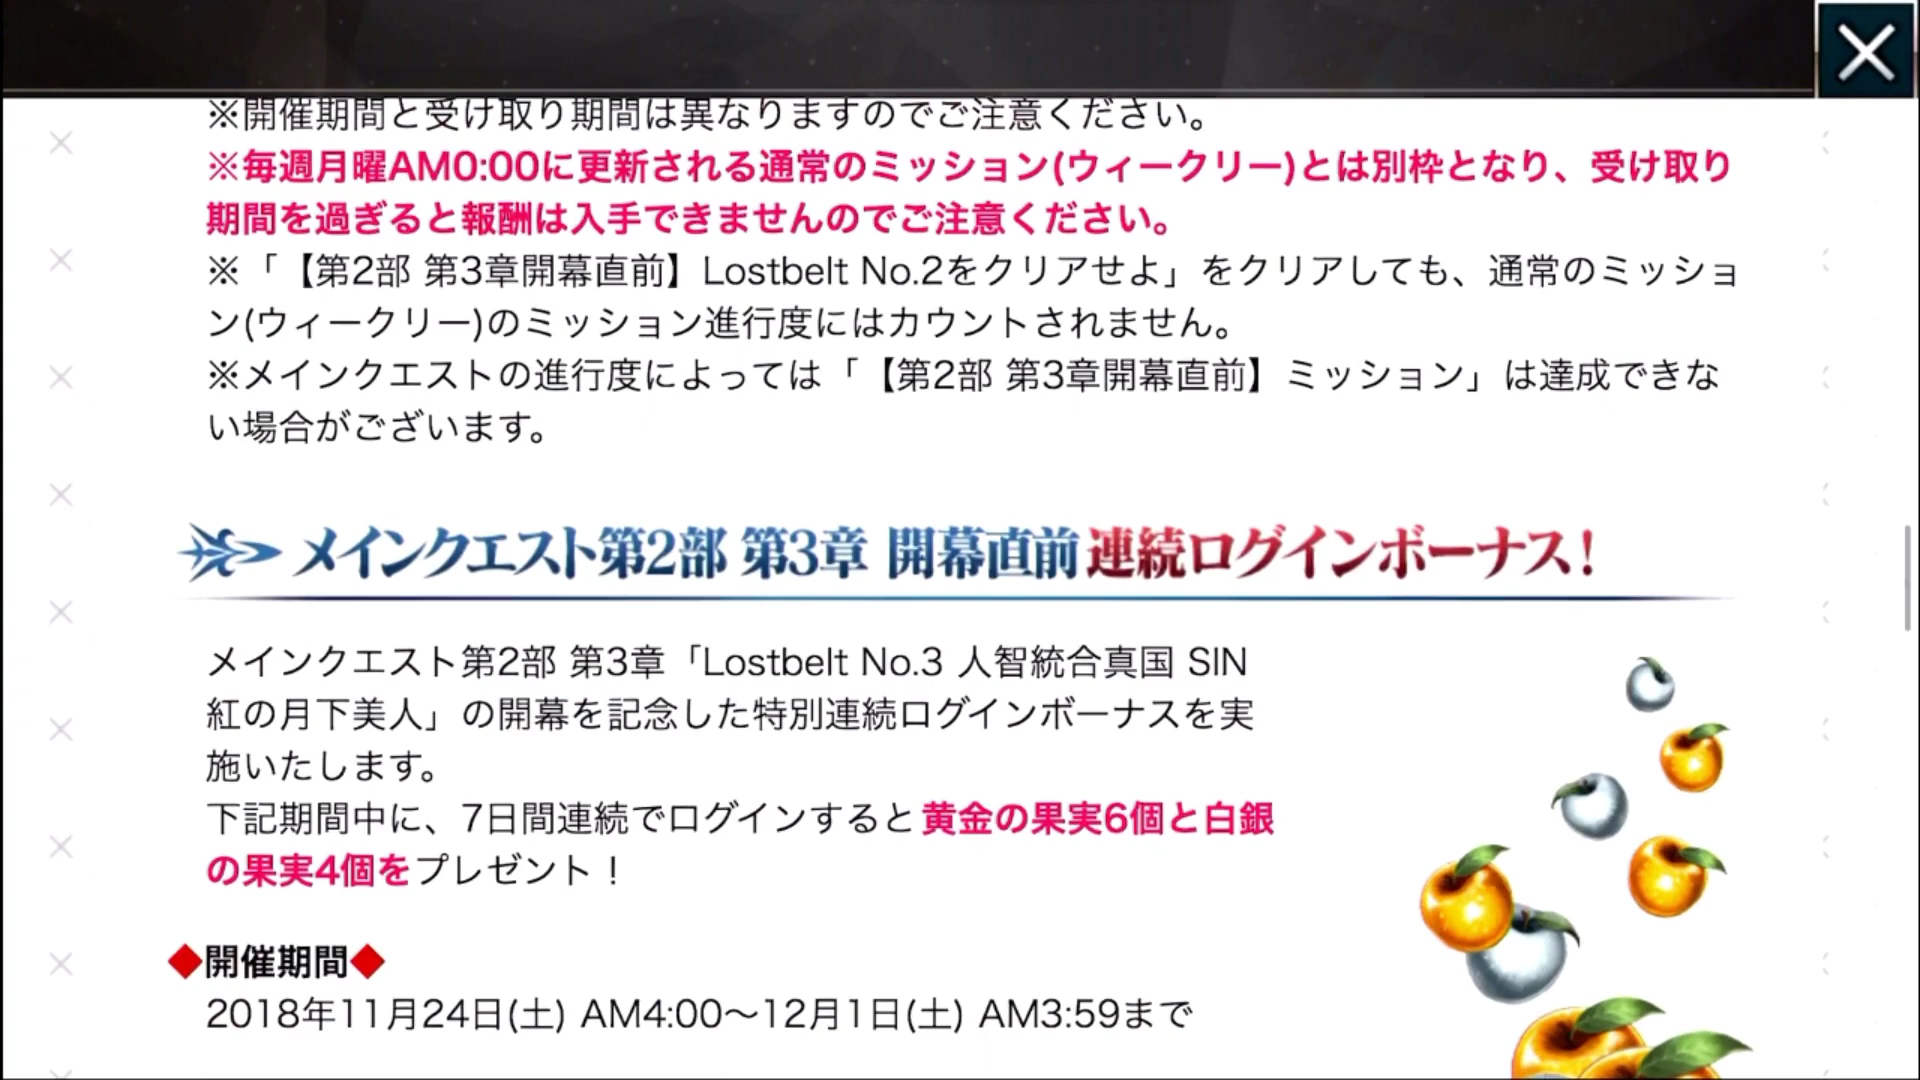 ※開催期間と受け取り期間は異なりますのでご注意ください。
※毎週月曜AM0:00に更新される通常のミッション(ウィークリー)とは別枠となり、受け取り
期間を過ぎると報酬は入手できませんのでご注意ください。
※「【第2部 第3章開幕直前】Lostbelt No.2をクリアせよ」をクリアしても、通常のミッショ
ン(ウィークリー)のミッション進行度にはカウントされません。
※メインクエストの進行度によっては「【第2部 第3章開幕直前】ミッション」は達成できな
い場合がございます。
メインクエスト第2部 第3章 開幕直前 連続ログインボーナス!
メインクエスト第2部 第3章「Lostbelt No.3 人智統合真国 SIN
紅の月下美人」の開幕を記念した特別連続ログインボーナスを実
施いたします。
下記期間中に、7日間連続でログインすると黄金の果実6個と白銀
の果実4個をプレゼント！
◆開催期間◆
2018年11月24日(土) AM4:00～12月1日(土) AM3:59まで